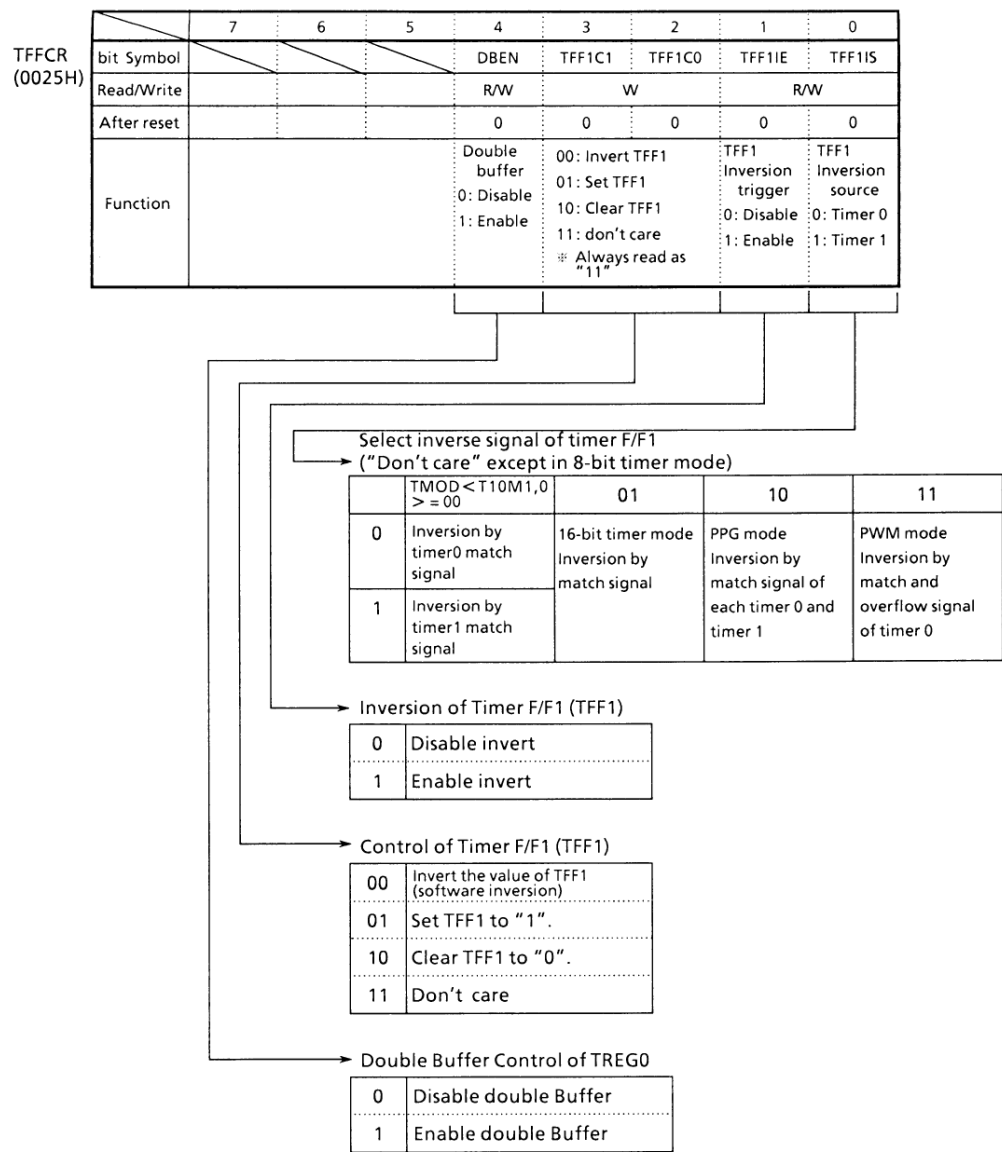 TFFCR
(0025H)
7 6 5 4 3 2 1 0
bit Symbol DBEN TFF1C1 TFF1C0 TFF1IE TFF1IS
Read/Write R/W W R/W
After reset 0 0 0 0 0
Function
Double
buffer
0: Disable
1: Enable
00: Invert TFF1
01: Set TFF1
10: Clear TFF1
11: don't care
※ Always read as
"11"
TFF1
Inversion
trigger
0: Disable
1: Enable
TFF1
Inversion
source
0: Timer 0
1: Timer 1
Select inverse signal of timer F/F1
("Don't care" except in 8-bit timer mode)
TMOD<T10M1,0
> = 00
01
10
11
0
Inversion by
timer0 match
signal
1
Inversion by
timer1 match
signal
16-bit timer mode
Inversion by
match signal
PPG mode
Inversion by
match signal of
each timer 0 and
timer 1
PWM mode
Inversion by
match and
overflow signal
of timer 0
Inversion of Timer F/F1 (TFF1)
0 Disable invert
1 Enable invert
Control of Timer F/F1 (TFF1)
00 Invert the value of TFF1
(software inversion)
01 Set TFF1 to "1".
10 Clear TFF1 to "0".
11 Don't care
Double Buffer Control of TREG0
0 Disable double Buffer
1 Enable double Buffer